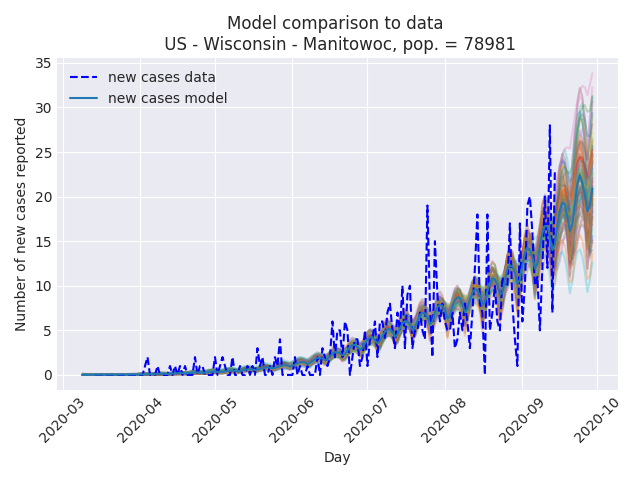 Model comparison to data
US - Wisconsin - Manitowoc, pop. = 78981
new cases data
new cases model
Number of new cases reported
35
30
25
20
15
10
5
0
2020-03
2020-04
2020-05
2020-06
2020-07
2020-08
2020-09
2020-10
Day